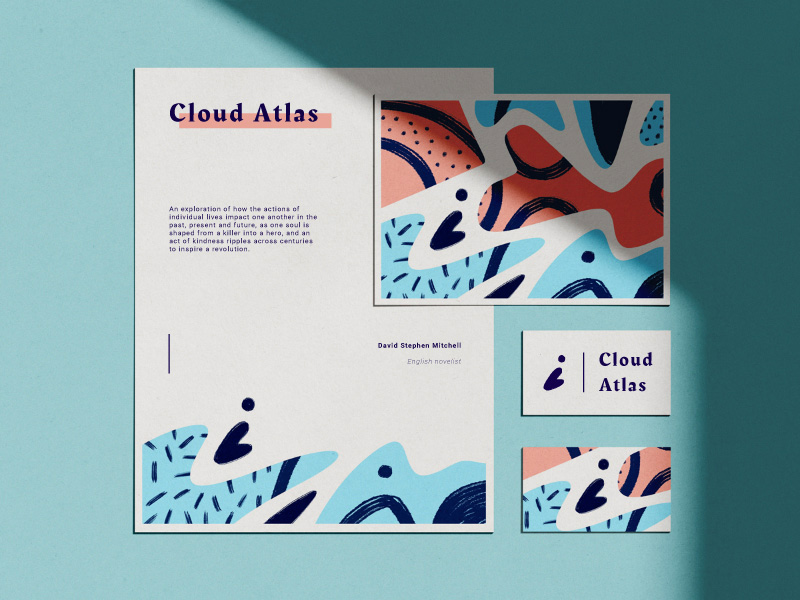 Cloud Atlas
An exploration of how the actions of
individual lives impact one another in the
past, present and future, as one soul is
shaped from a killer into a hero, and an
act of kindness ripples across centuries
to inspire a revolution.
David Stephen Mitchell
English novelist
Cloud
Atlas